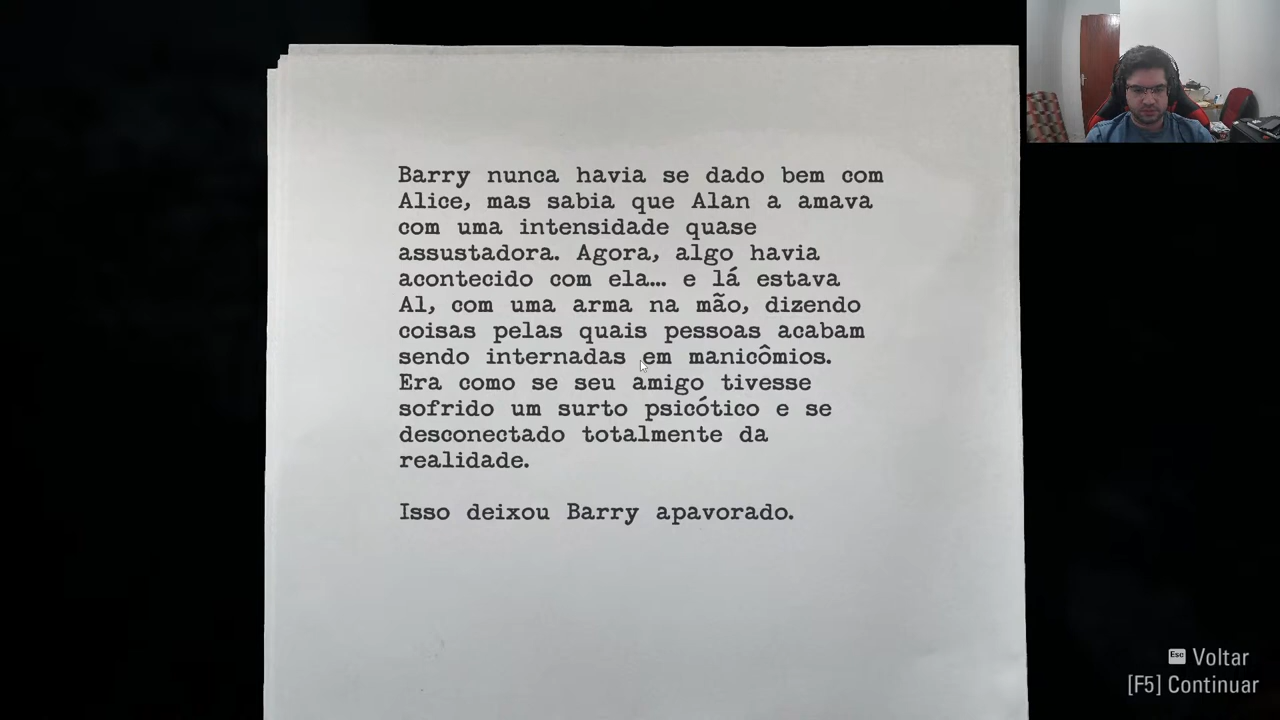 Barry nunca havia se dado bem com
Alice, mas sabia que Alan a amava
com uma intensidade quase
assustadora. Agora, algo havia
acontecido com ela… e lá estava
Al, com uma arma na mão, dizendo
coisas pelas quais pessoas acabam
sendo internadas em manicômios.
Era como se seu amigo tivesse
sofrido um surto psicótico e se
desconectado totalmente da
realidade.
Isso deixou Barry apavorado.
Esc Voltar
[F5] Continuar